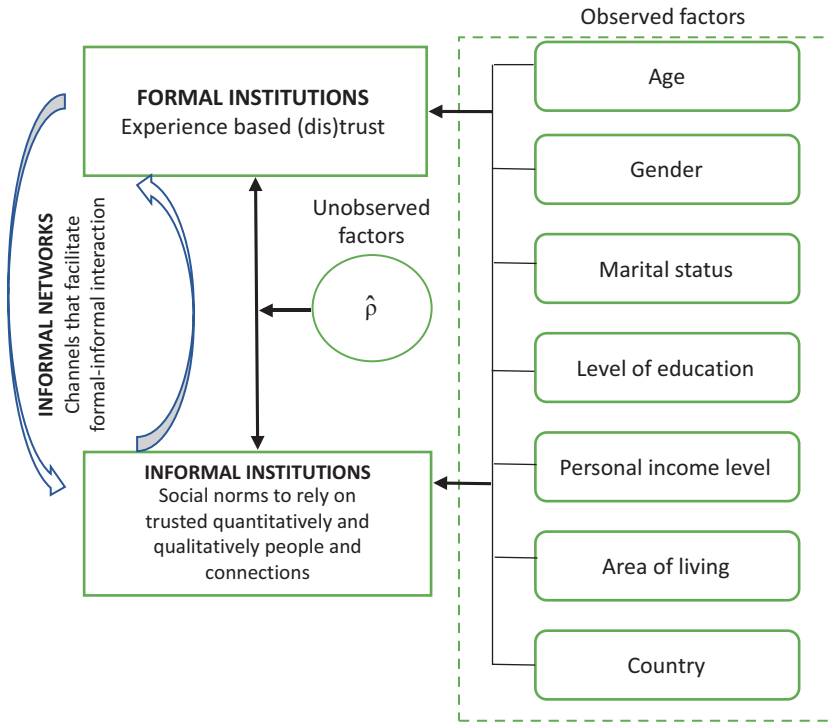 Observed factors
FORMAL INSTITUTIONS
Experience based (dis)trust
Unobserved
factors
ρ̂
INFORMAL NETWORKS
Channels that facilitate
formal-informal interaction
INFORMAL INSTITUTIONS
Social norms to rely on
trusted quantitatively and
qualitatively people and
connections
Age
Gender
Marital status
Level of education
Personal income level
Area of living
Country